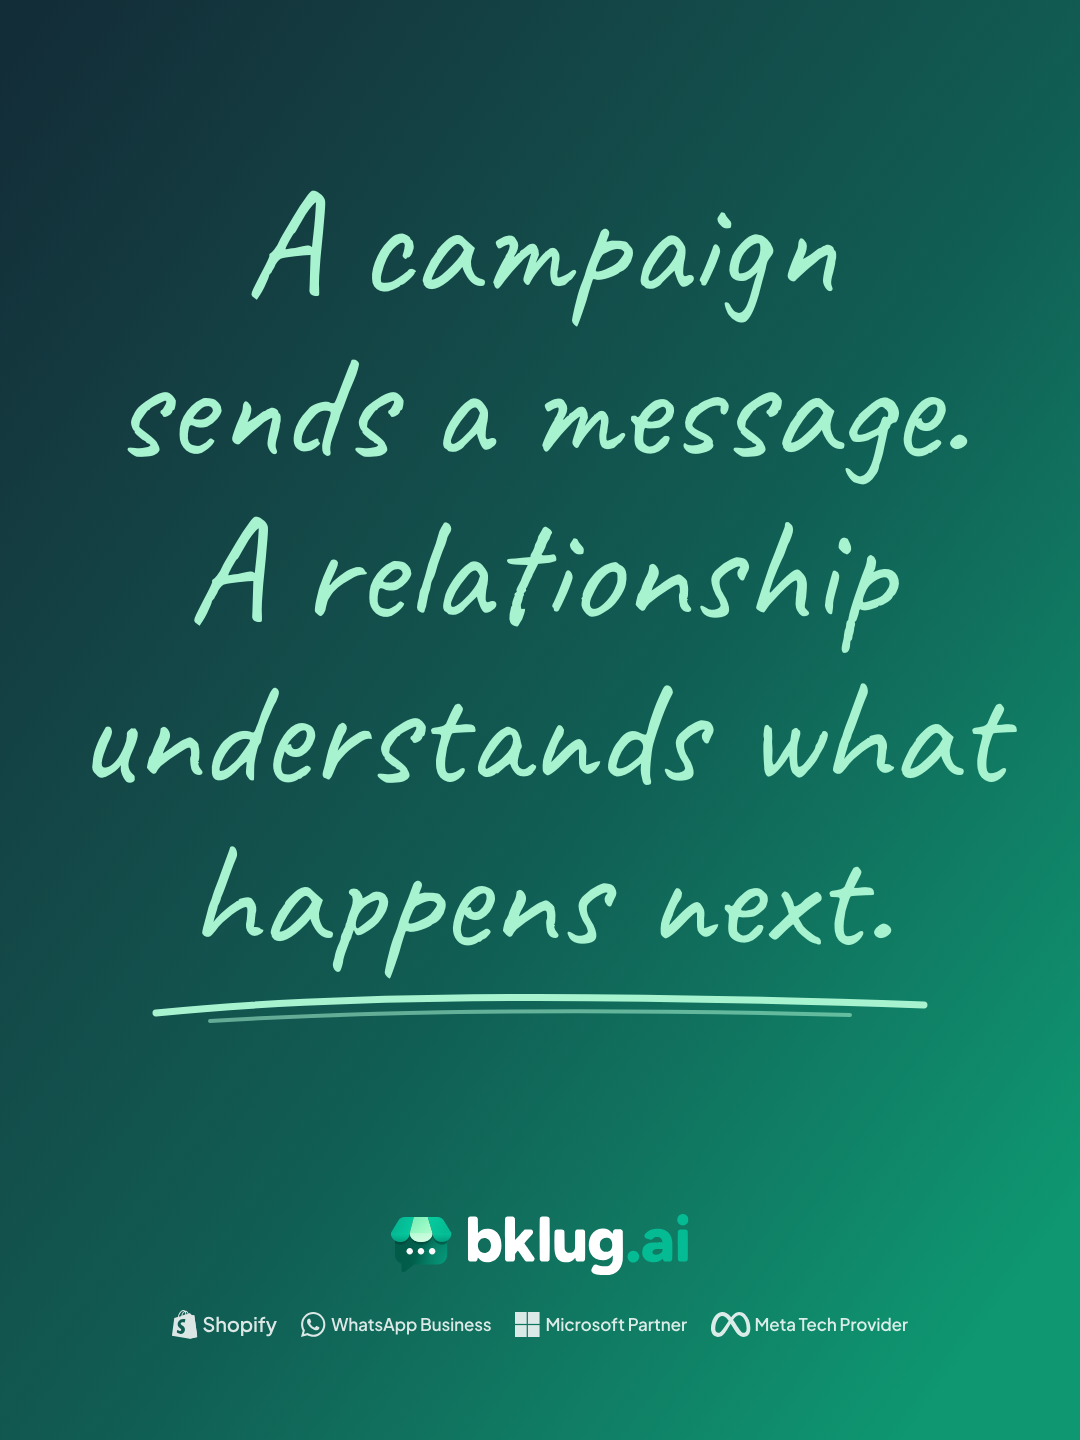 A campaign
sends a message.
A relationship
understands what
happens next.
bklug.ai
Shopify WhatsApp Business Microsoft Partner Meta Tech Provider